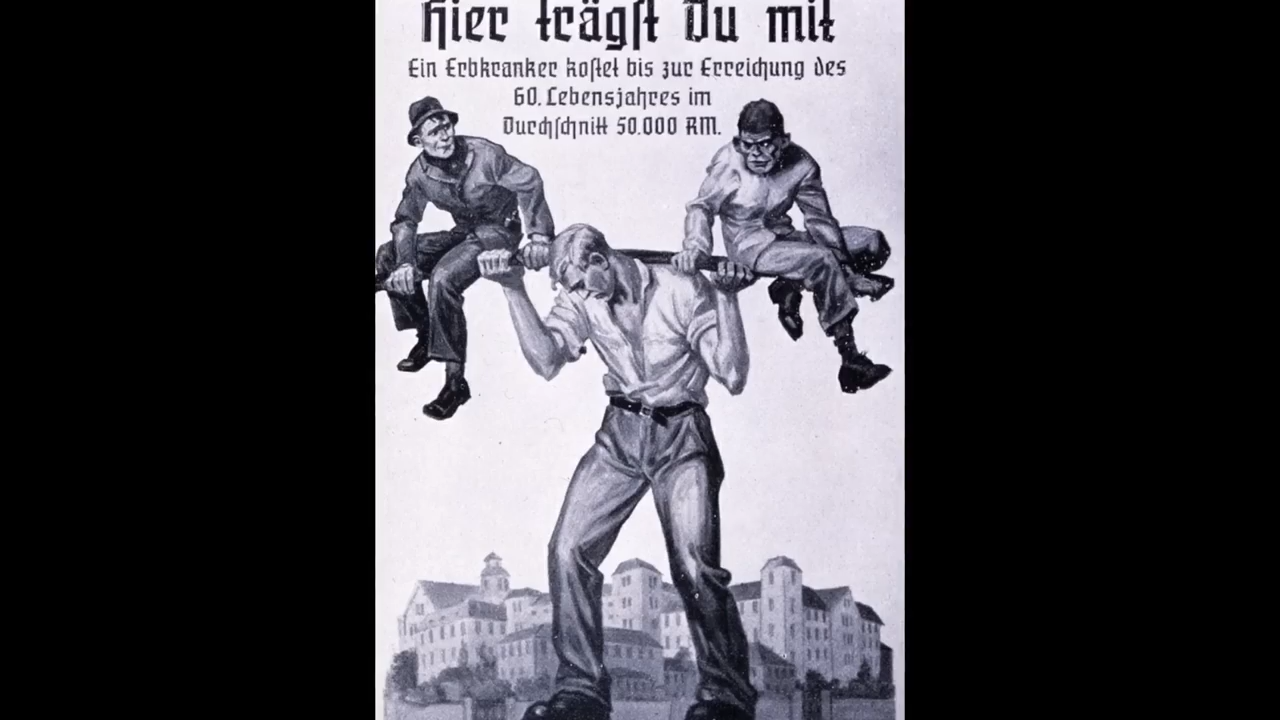 Hier trägst Du mit
Ein Erbkranker kostet bis zur Erreichung des
60. Lebensjahres im
Durchschnitt 50.000 RM.